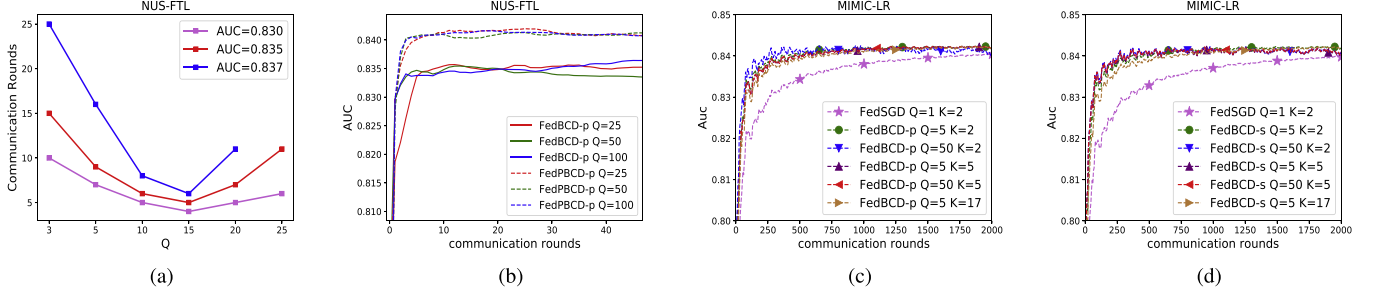 NUS-FTL
Communication Rounds
25
20
15
10
5
3
5
10
15
20
25
Q
AUC=0.830
AUC=0.835
AUC=0.837
(a)
NUS-FTL
AUC
0.840
0.835
0.830
0.825
0.820
0.815
0.810
0
10
20
30
40
communication rounds
FedBCD-p Q=25
FedBCD-p Q=50
FedBCD-p Q=100
FedPBCD-p Q=25
FedPBCD-p Q=50
FedPBCD-p Q=100
(b)
MIMIC-LR
Auc
0.85
0.84
0.83
0.82
0.81
0.80
0
250
500
750
1000
1250
1500
1750
2000
communication rounds
FedSGD Q=1 K=2
FedBCD-p Q=5 K=2
FedBCD-p Q=50 K=2
FedBCD-p Q=5 K=5
FedBCD-p Q=50 K=5
FedBCD-p Q=5 K=17
(c)
MIMIC-LR
Auc
0.85
0.84
0.83
0.82
0.81
0.80
0
250
500
750
1000
1250
1500
1750
2000
communication rounds
FedSGD Q=1 K=2
FedBCD-s Q=5 K=2
FedBCD-s Q=50 K=2
FedBCD-s Q=5 K=5
FedBCD-s Q=50 K=5
FedBCD-s Q=5 K=17
(d)